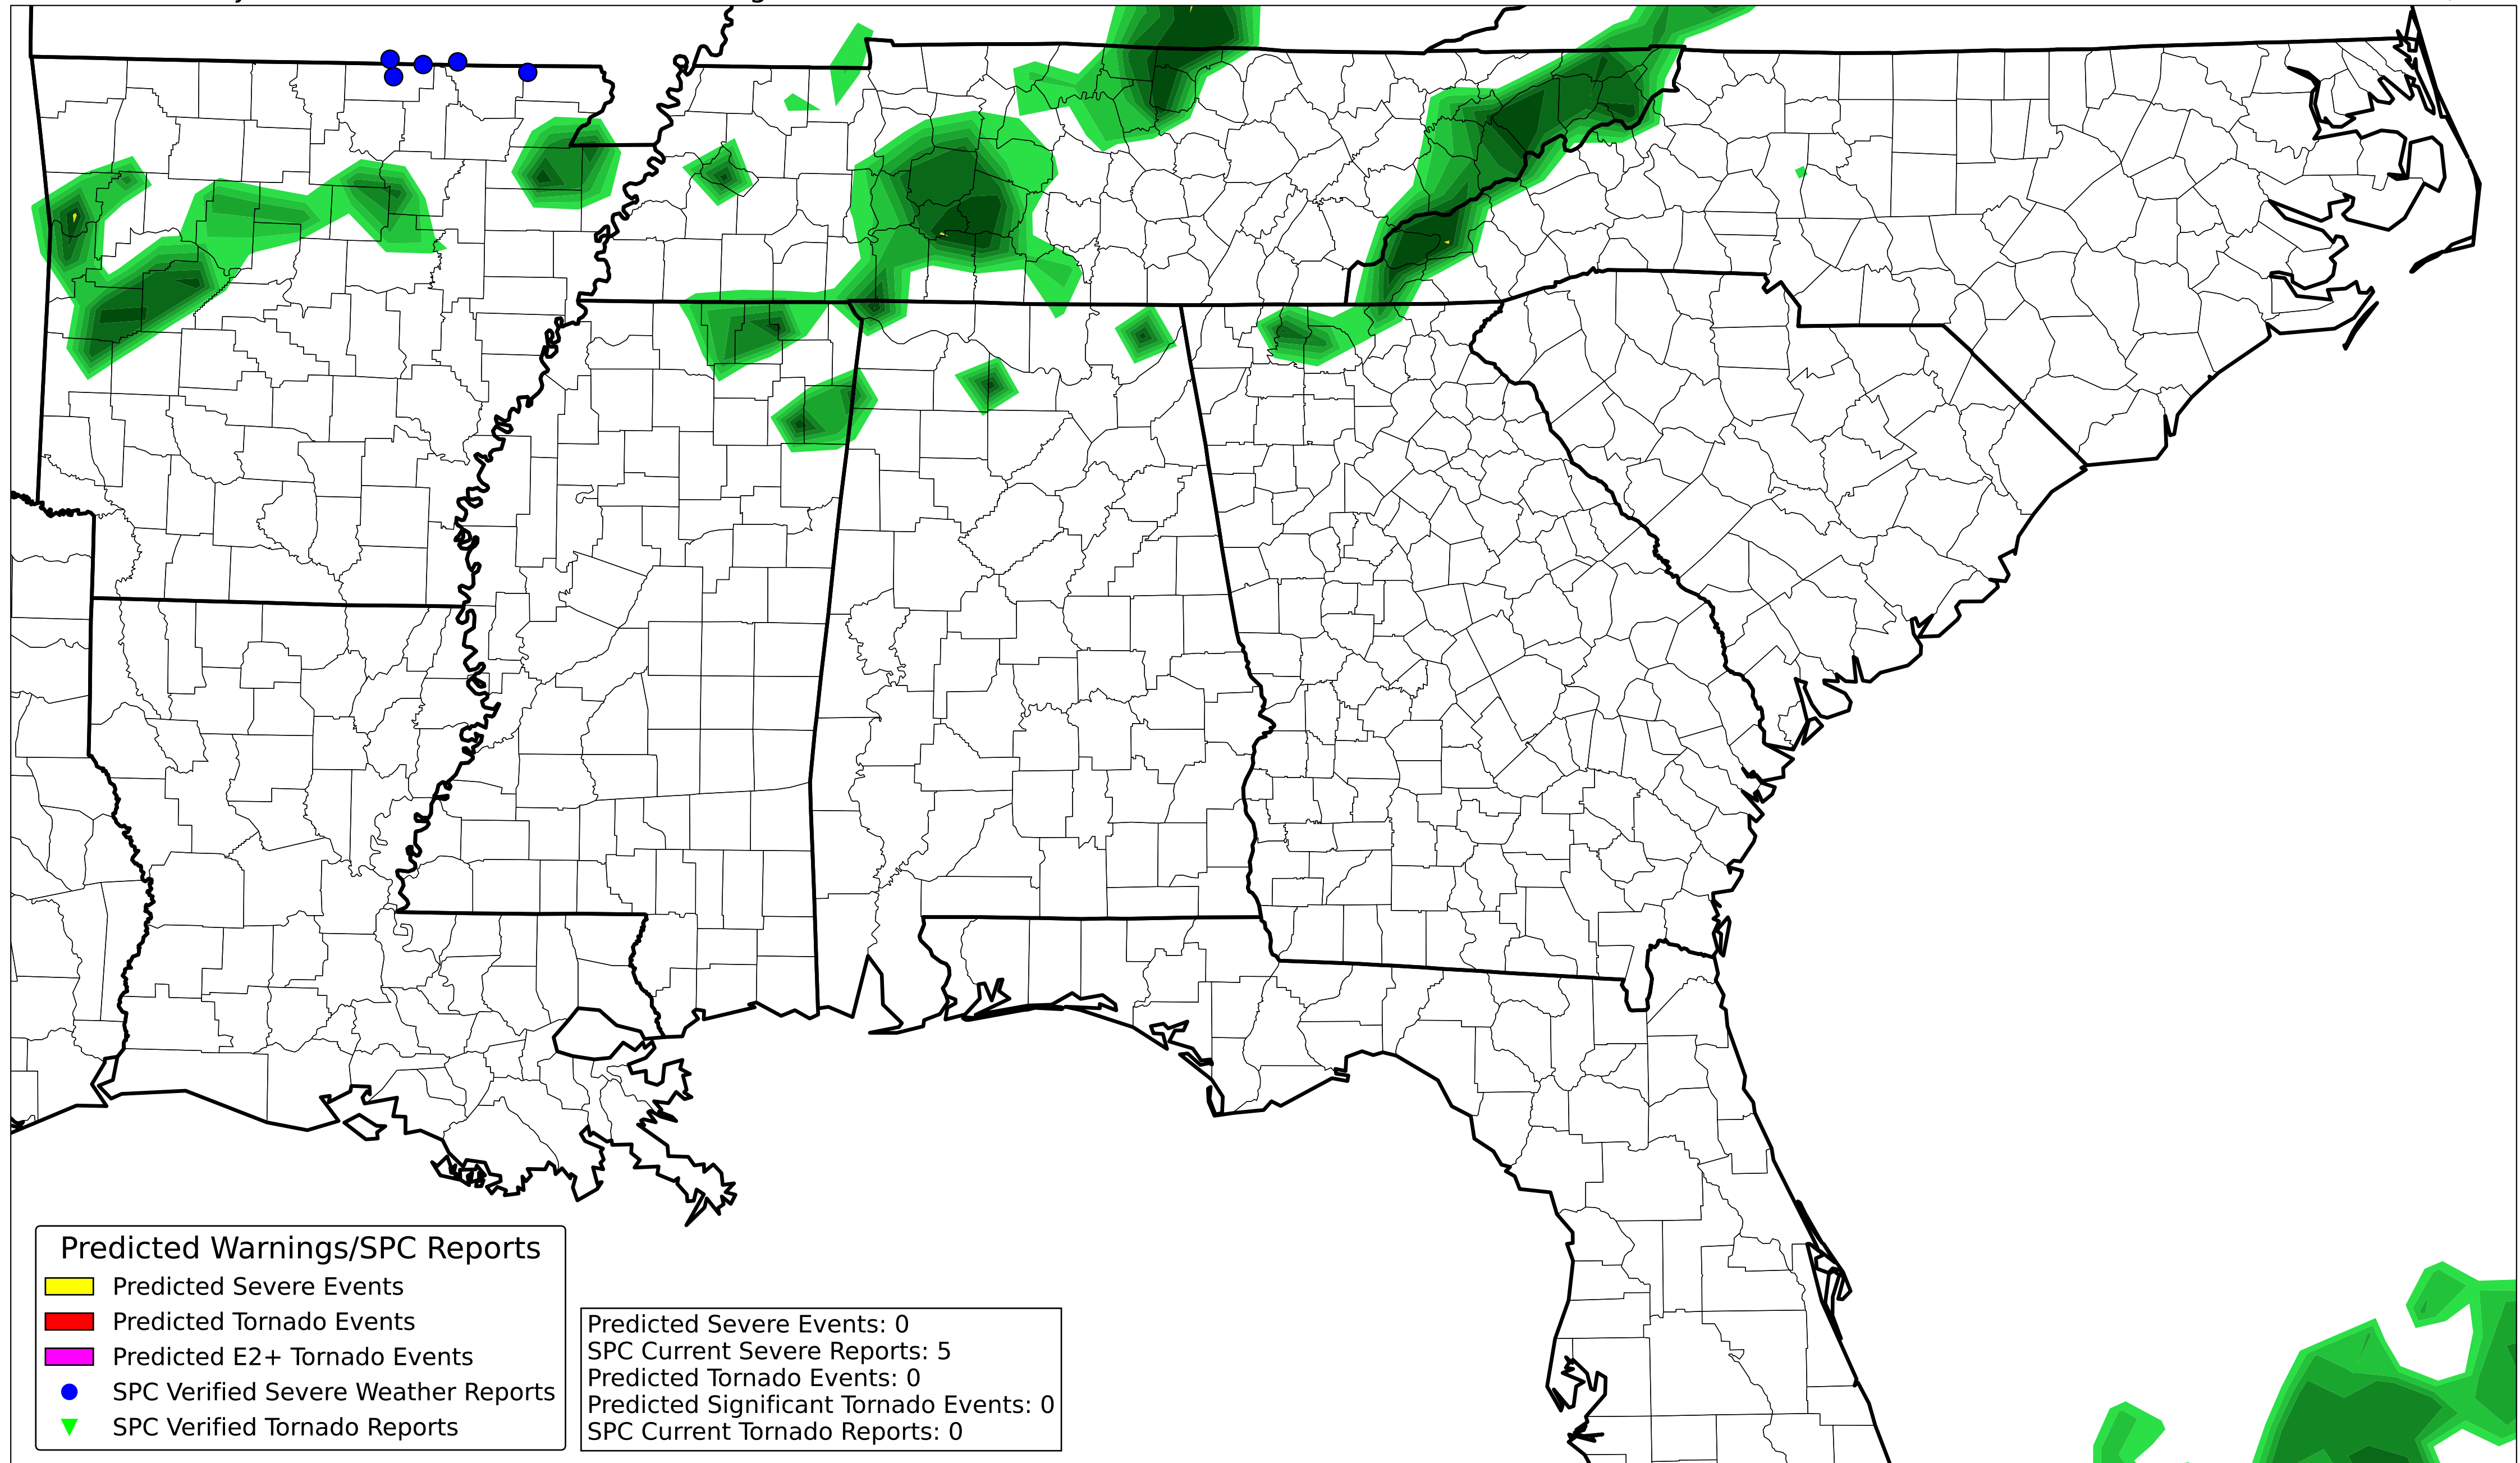 Predicted Warnings/SPC Reports
Predicted Severe Events
Predicted Tornado Events
Predicted E2+ Tornado Events
SPC Verified Severe Weather Reports
SPC Verified Tornado Reports
Predicted Severe Events: 0
SPC Current Severe Reports: 5
Predicted Tornado Events: 0
Predicted Significant Tornado Events: 0
SPC Current Tornado Reports: 0